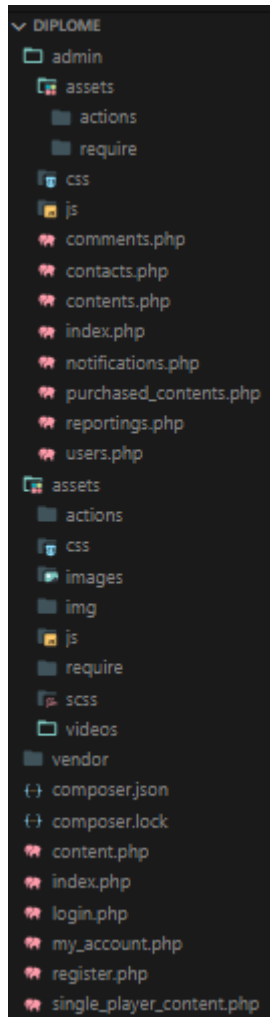 DIPLOME
admin
assets
actions
require
css
js
comments.php
contacts.php
contents.php
index.php
notifications.php
purchased_contents.php
reportings.php
users.php
assets
actions
css
images
img
js
require
scss
videos
vendor
composer.json
composer.lock
content.php
index.php
login.php
my_account.php
register.php
single_player_content.php